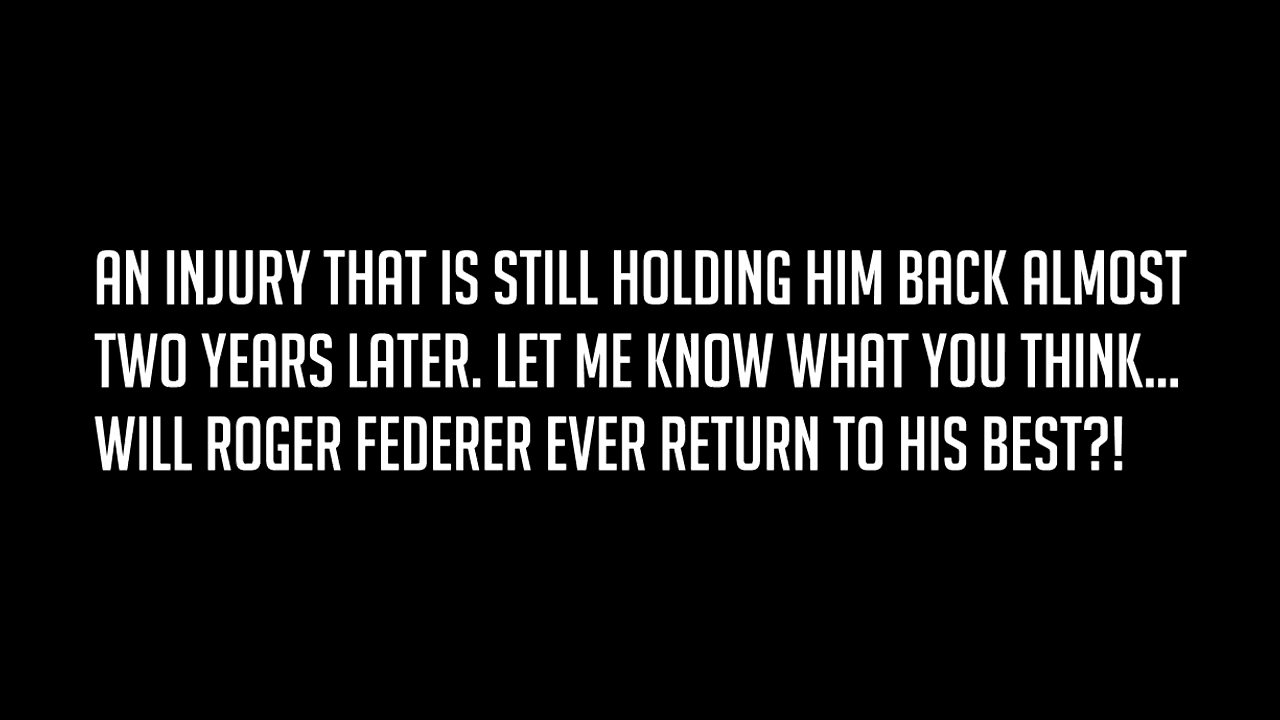 AN INJURY THAT IS STILL HOLDING HIM BACK ALMOST
TWO YEARS LATER. LET ME KNOW WHAT YOU THINK...
WILL ROGER FEDERER EVER RETURN TO HIS BEST?!